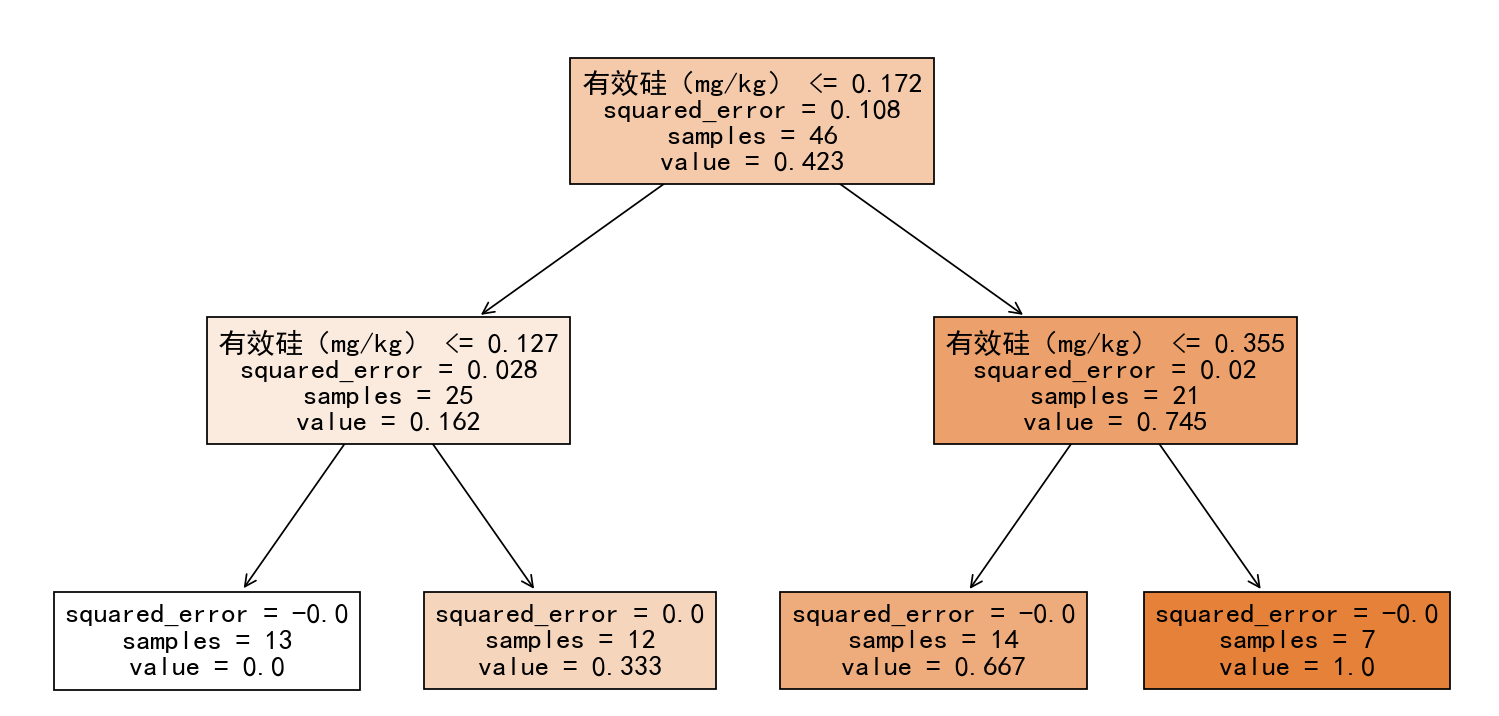 有效硅（mg/kg） <= 0.172
squared_error = 0.108
samples = 46
value = 0.423
有效硅（mg/kg） <= 0.127
squared_error = 0.028
samples = 25
value = 0.162
有效硅（mg/kg） <= 0.355
squared_error = 0.02
samples = 21
value = 0.745
squared_error = −0.0
samples = 13
value = 0.0
squared_error = 0.0
samples = 12
value = 0.333
squared_error = −0.0
samples = 14
value = 0.667
squared_error = −0.0
samples = 7
value = 1.0